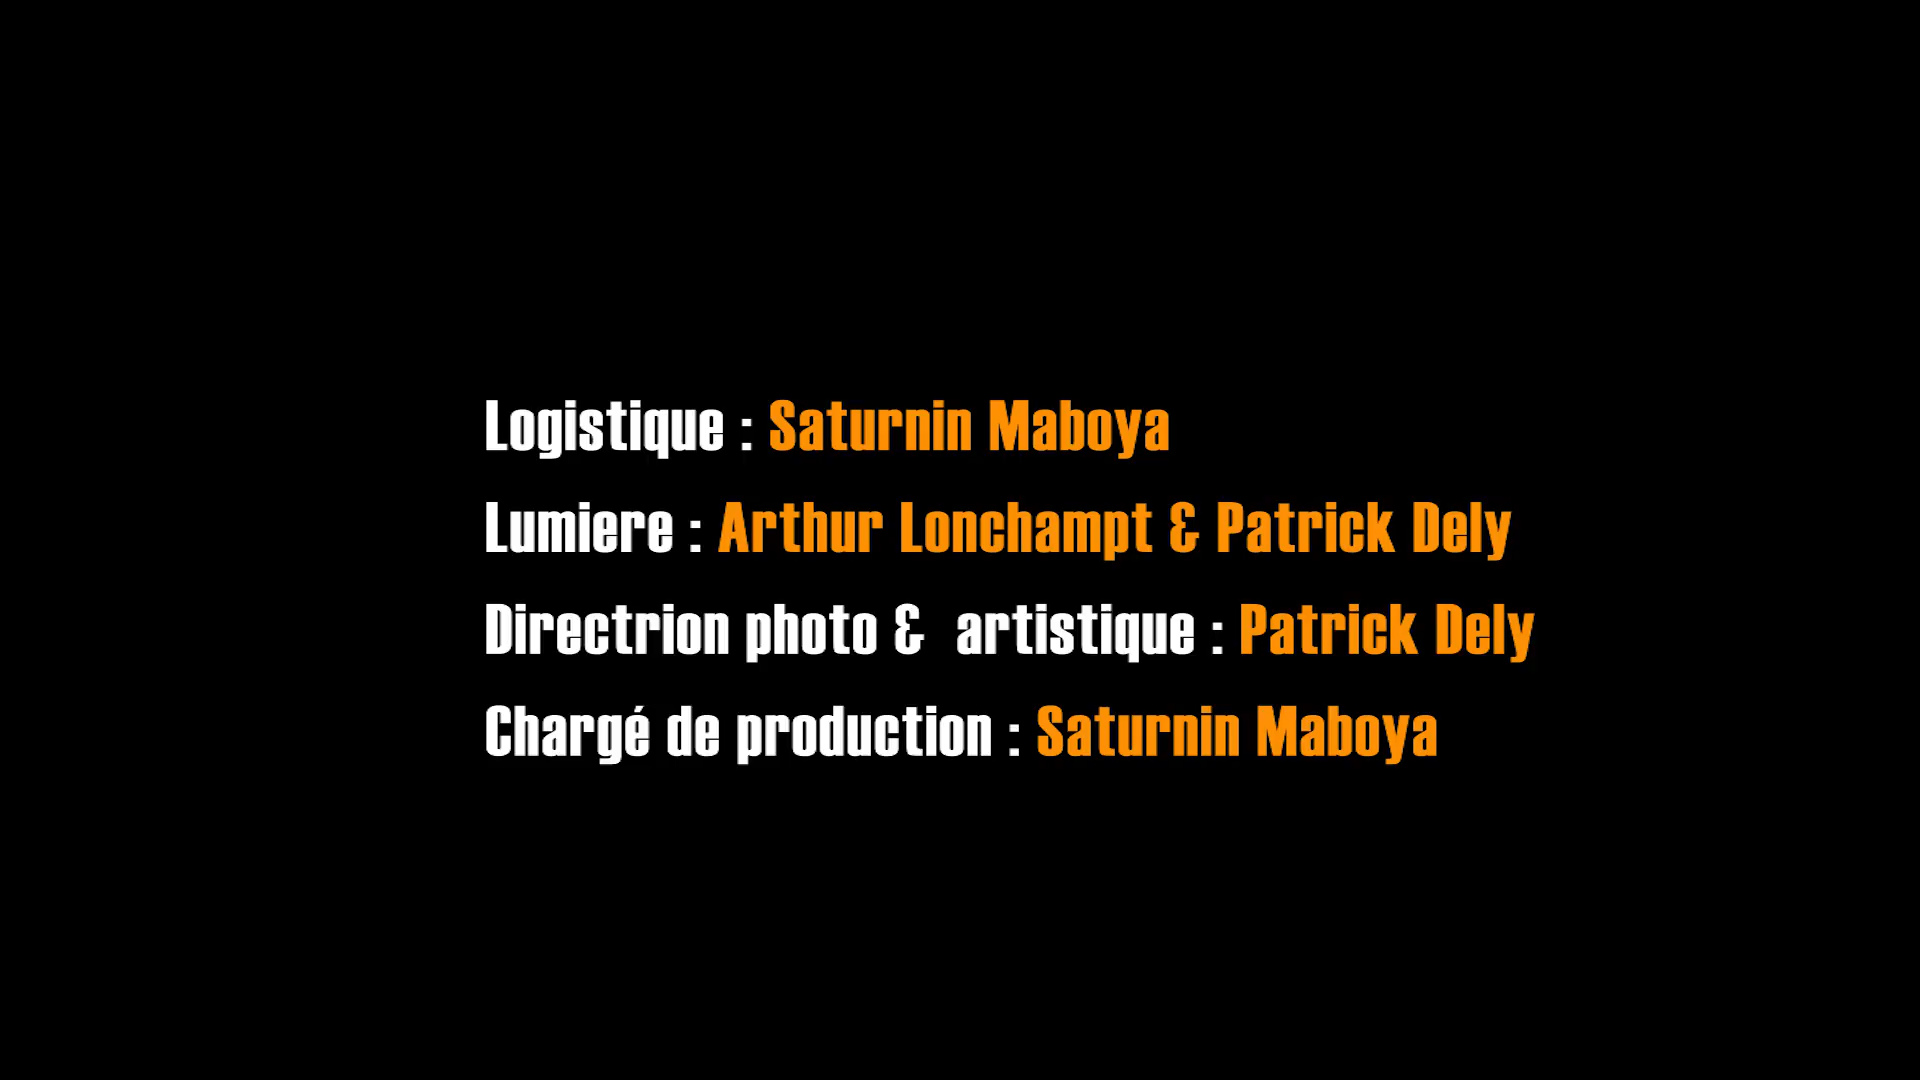 Logistique : Saturnin Maboya
Lumiere : Arthur Lonchampt & Patrick Dely
Directrion photo &  artistique : Patrick Dely
Chargé de production : Saturnin Maboya